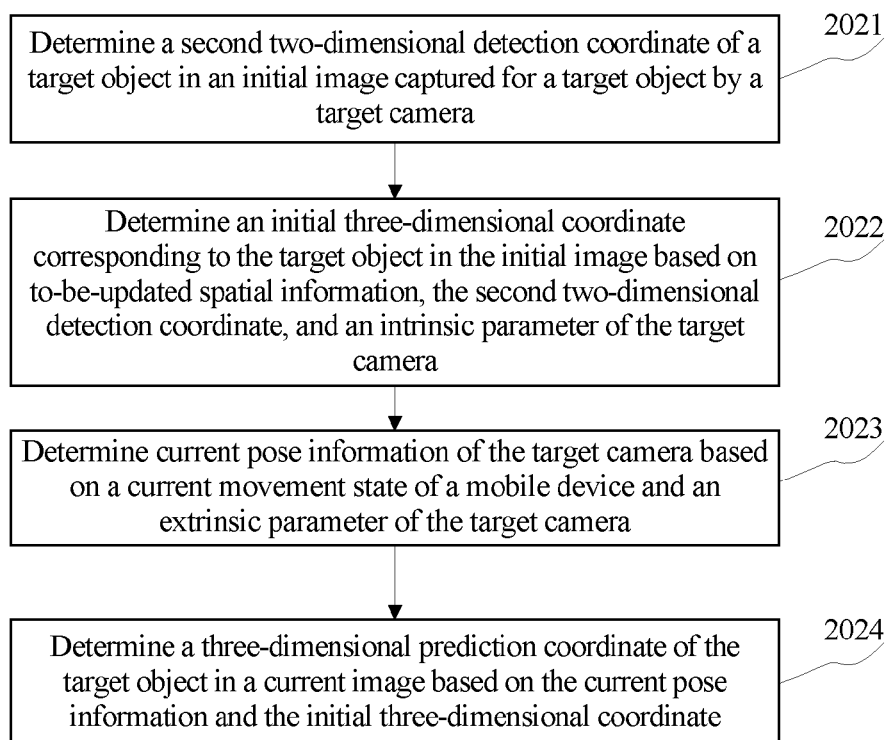 2021
Determine a second two-dimensional detection coordinate of a
target object in an initial image captured for a target object by a
target camera
2022
Determine an initial three-dimensional coordinate
corresponding to the target object in the initial image based on
to-be-updated spatial information, the second two-dimensional
detection coordinate, and an intrinsic parameter of the target
camera
2023
Determine current pose information of the target camera based
on a current movement state of a mobile device and an
extrinsic parameter of the target camera
2024
Determine a three-dimensional prediction coordinate of the
target object in a current image based on the current pose
information and the initial three-dimensional coordinate